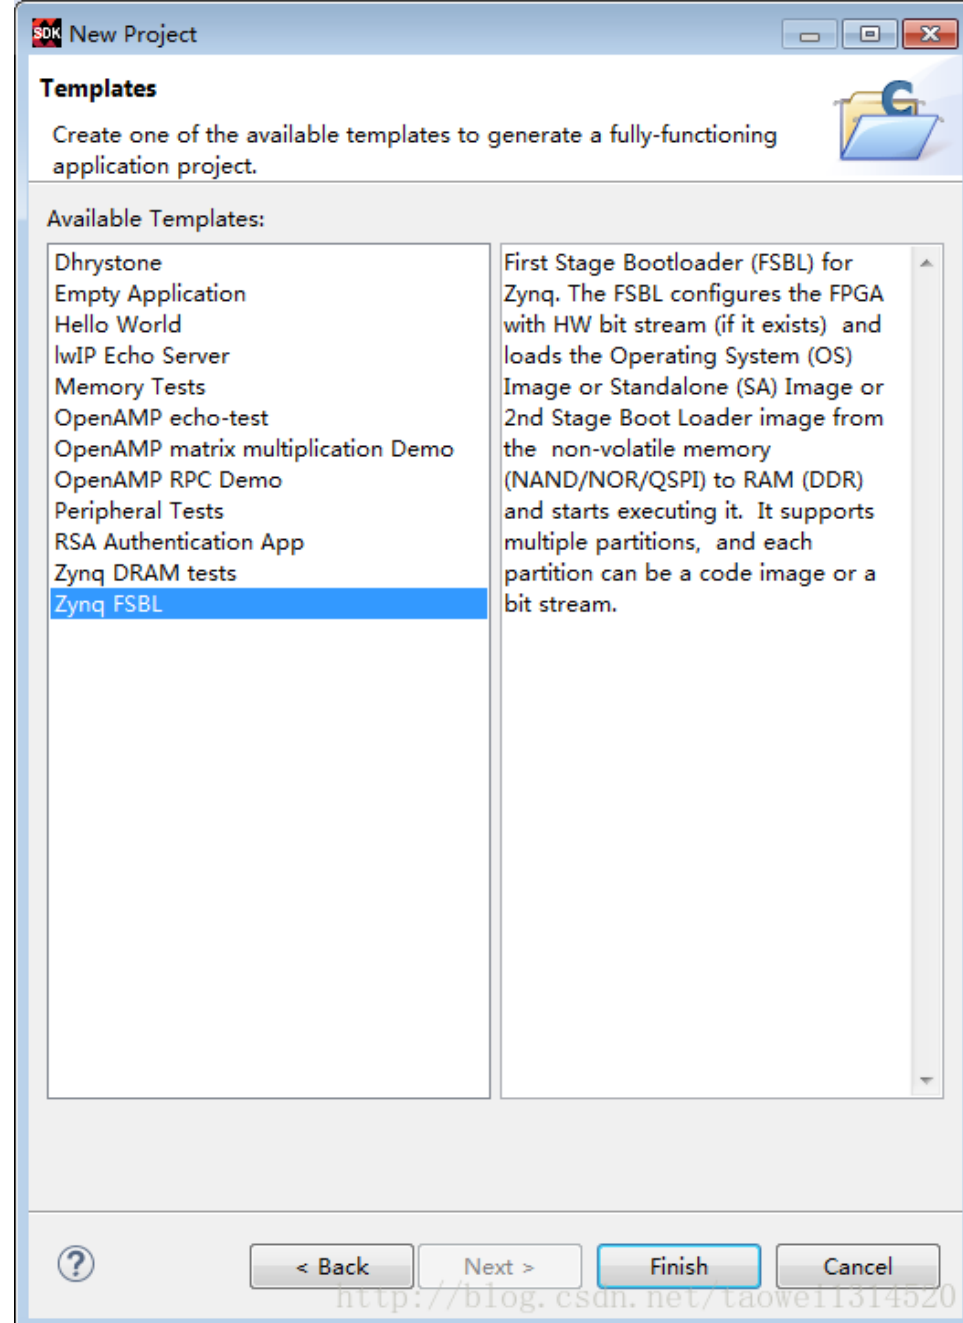 SDK New Project
Templates
Create one of the available templates to generate a fully-functioning
application project.
Available Templates:
Dhrystone
Empty Application
Hello World
lwIP Echo Server
Memory Tests
OpenAMP echo-test
OpenAMP matrix multiplication Demo
OpenAMP RPC Demo
Peripheral Tests
RSA Authentication App
Zynq DRAM tests
Zynq FSBL
First Stage Bootloader (FSBL) for
Zynq. The FSBL configures the FPGA
with HW bit stream (if it exists)  and
loads the Operating System (OS)
Image or Standalone (SA) Image or
2nd Stage Boot Loader image from
the  non-volatile memory
(NAND/NOR/QSPI) to RAM (DDR)
and starts executing it.  It supports
multiple partitions,  and each
partition can be a code image or a
bit stream.
? < Back Next > Finish Cancel
http://blog.csdn.net/taowei1314520